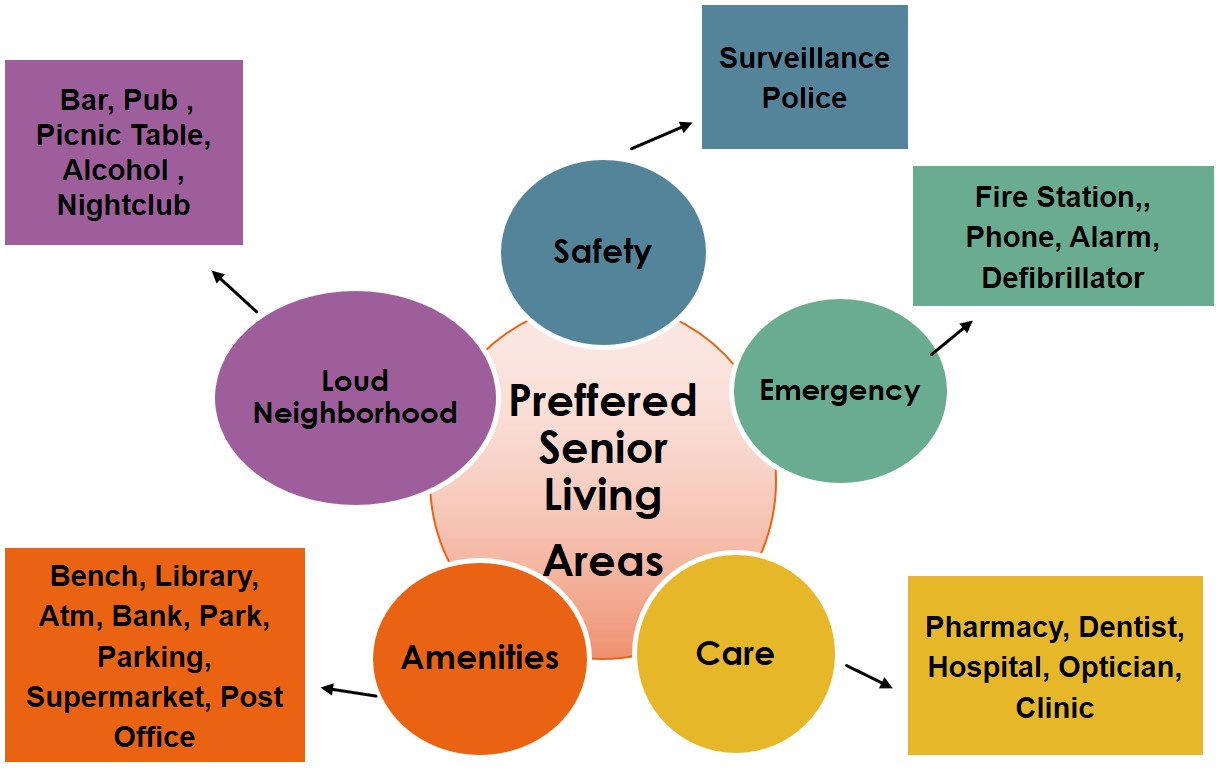 Surveillance
Police
Bar, Pub ,
Picnic Table,
Alcohol ,
Nightclub
Fire Station,,
Phone, Alarm,
Defibrillator
Safety
Loud
Neighborhood
Emergency
Preffered
Senior
Living
Areas
Bench, Library,
Atm, Bank, Park,
Parking,
Supermarket, Post
Office
Amenities
Care
Pharmacy, Dentist,
Hospital, Optician,
Clinic